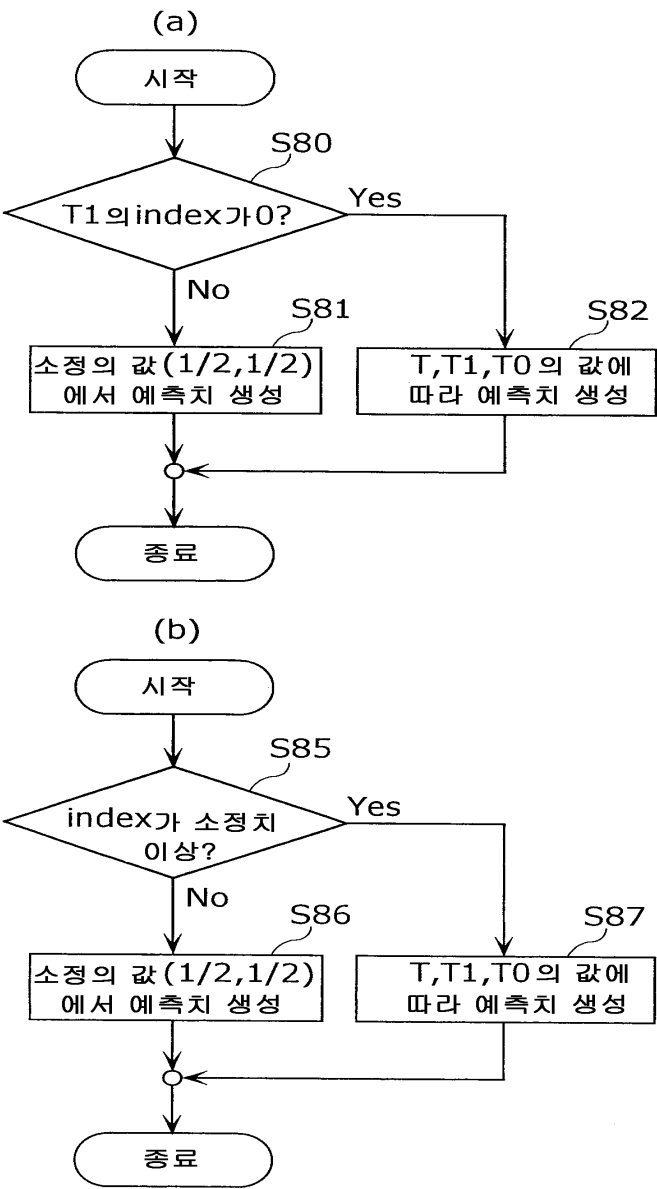 (a)
시작
S80
T1의index가0?
Yes
No
S81
소정의 값(1/2,1/2)
에서 예측치 생성
S82
T,T1,T0의 값에
따라 예측치 생성
종료
(b)
시작
S85
index가 소정치
이상?
Yes
No
S86
소정의 값(1/2,1/2)
에서 예측치 생성
S87
T,T1,T0의 값에
따라 예측치 생성
종료